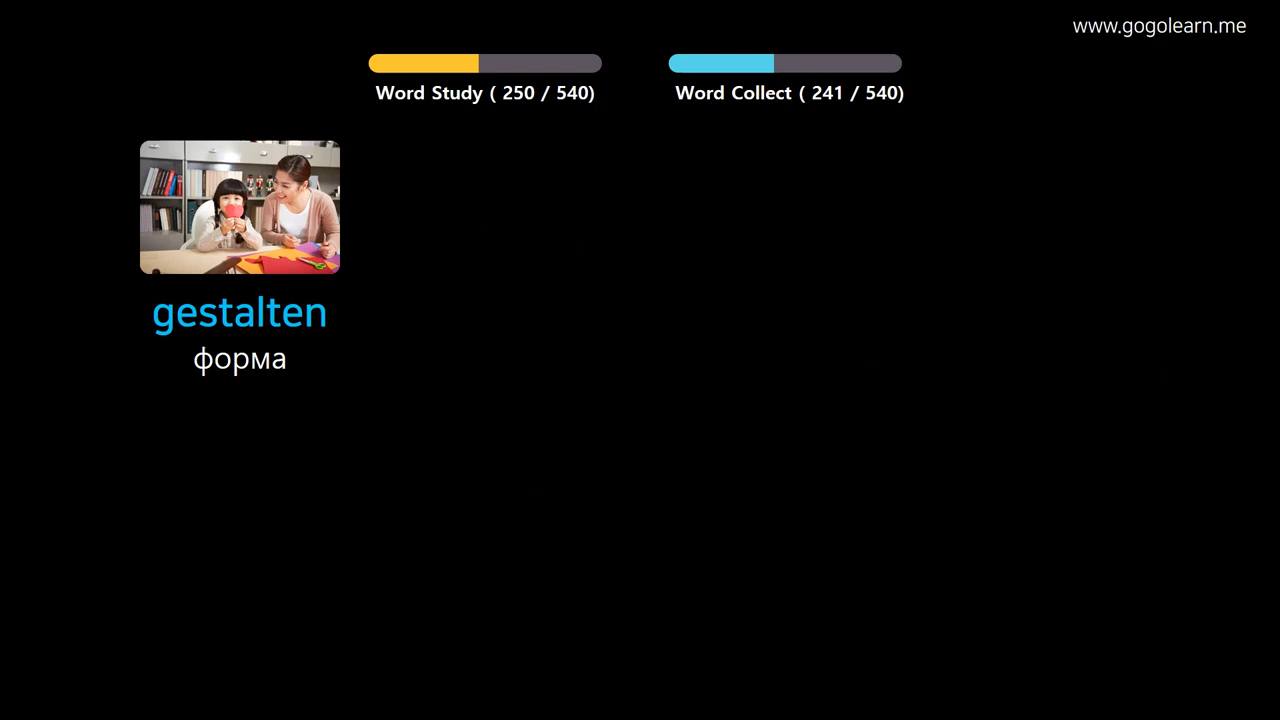 www.gogolearn.me
Word Study ( 250 / 540)
Word Collect ( 241 / 540)
gestalten
форма